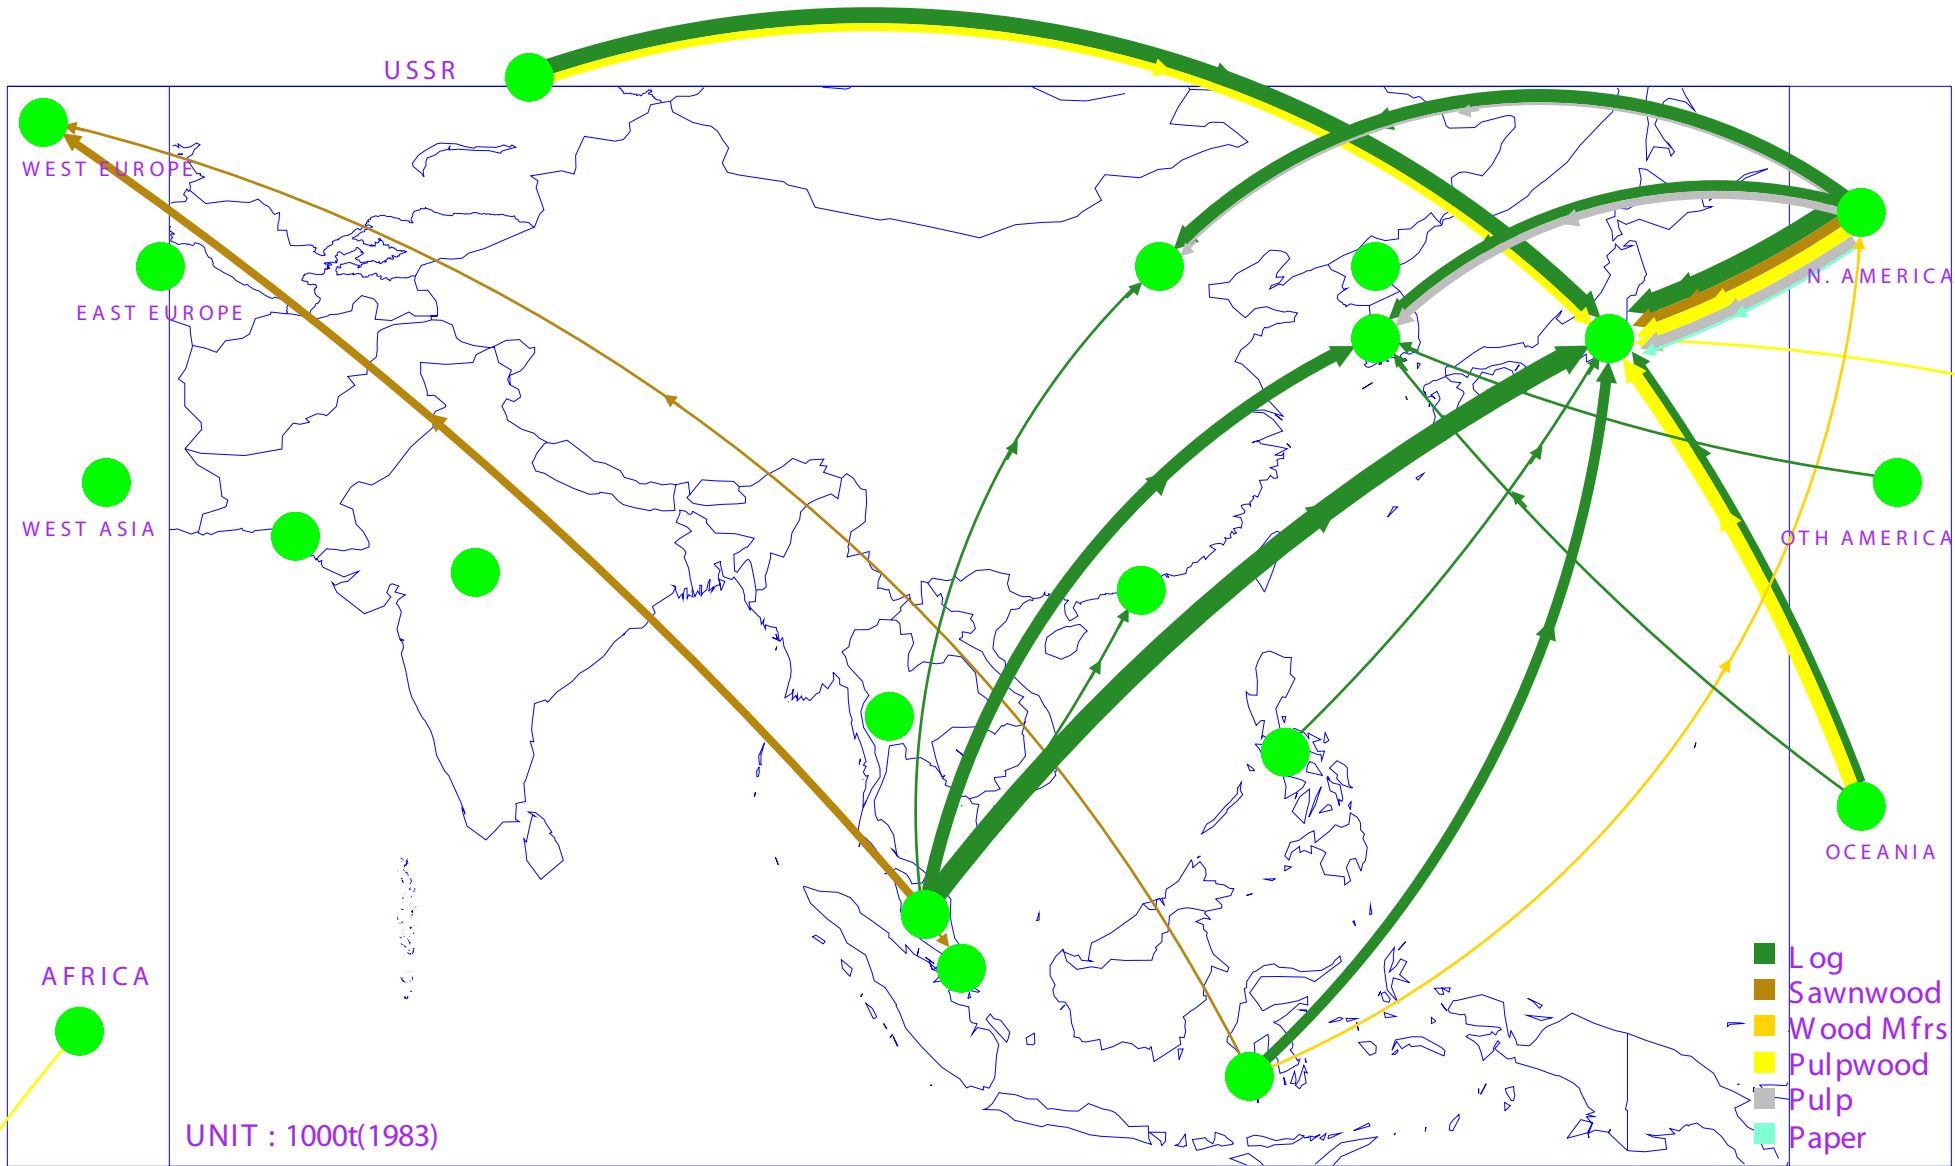 USSR
WEST EUROPE
N. AMERICA
EAST EUROPE
WEST ASIA
OTH AMERICA
OCEANIA
AFRICA
Log
Sawnwood
Wood Mfrs
Pulpwood
Pulp
Paper
UNIT : 1000t(1983)